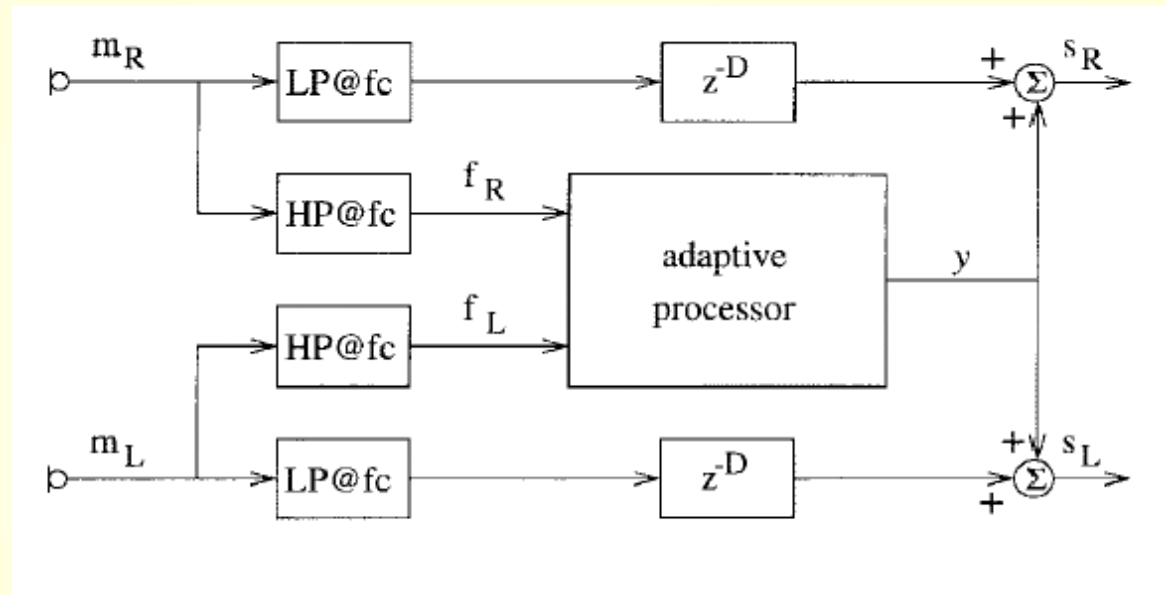 m_R
LP@fc
z^-D
+
Σ
s_R
+
HP@fc
f_R
adaptive
processor
y
HP@fc
f_L
m_L
LP@fc
z^-D
+
Σ
s_L
+